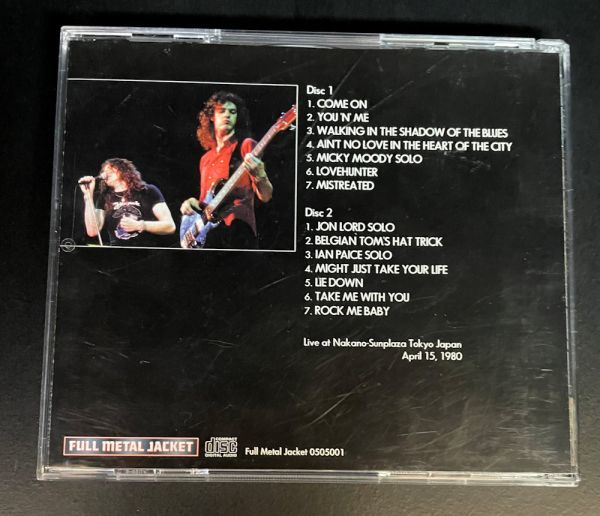 Disc 1
1. COME ON
2. YOU 'N' ME
3. WALKING IN THE SHADOW OF THE BLUES
4. AIN'T NO LOVE IN THE HEART OF THE CITY
5. MICKY MOODY SOLO
6. LOVEHUNTER
7. MISTREATED
Disc 2
1. JON LORD SOLO
2. BELGIAN TOM'S HAT TRICK
3. IAN PAICE SOLO
4. MIGHT JUST TAKE YOUR LIFE
5. LIE DOWN
6. TAKE ME WITH YOU
7. ROCK ME BABY
Live at Nakano-Sunplaza Tokyo Japan
April 15, 1980
FULL METAL JACKET
COMPACT
disc
DIGITAL AUDIO
Full Metal Jacket 0505001